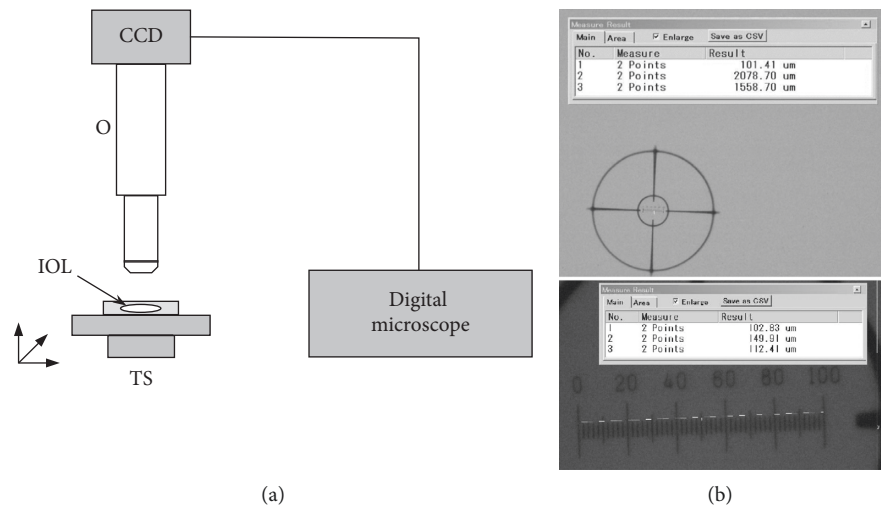 CCD
O
IOL
Digital
microscope
TS
(a)
Measure Result
Main Area Enlarge Save as CSV
No. Measure Result
1 2 Points 101.41 um
2 2 Points 2078.70 um
3 2 Points 1558.70 um
Measure Result
Main Area Enlarge Save as CSV
No. Measure Result
1 2 Points 102.83 um
2 2 Points 149.91 um
3 2 Points 112.41 um
0 20 40 60 80 100
(b)